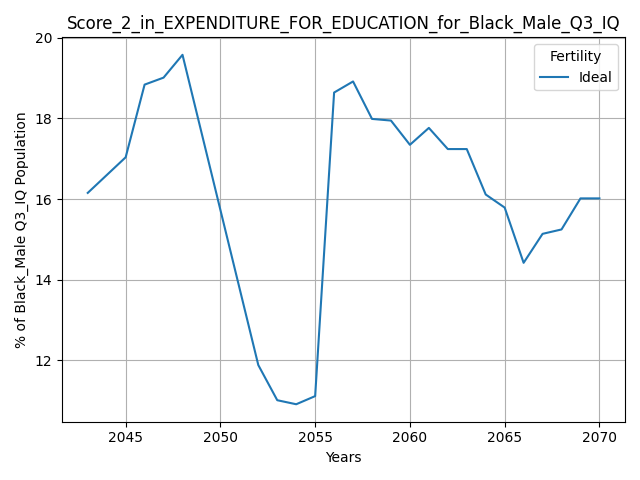 Score_2_in_EXPENDITURE_FOR_EDUCATION_for_Black_Male_Q3_IQ
20
18
16
14
12
% of Black_Male Q3_IQ Population
Fertility
Ideal
2045 2050 2055 2060 2065 2070
Years